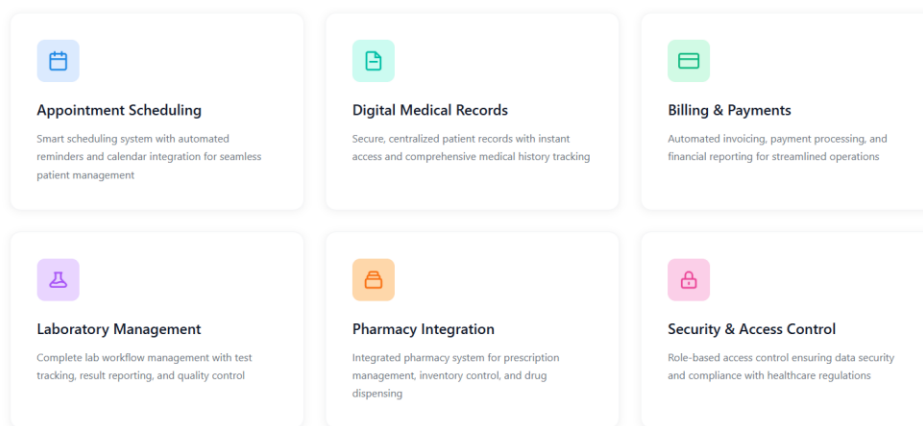 Appointment Scheduling
Smart scheduling system with automated
reminders and calendar integration for seamless
patient management
Digital Medical Records
Secure, centralized patient records with instant
access and comprehensive medical history tracking
Billing & Payments
Automated invoicing, payment processing, and
financial reporting for streamlined operations
Laboratory Management
Complete lab workflow management with test
tracking, result reporting, and quality control
Pharmacy Integration
Integrated pharmacy system for prescription
management, inventory control, and drug
dispensing
Security & Access Control
Role-based access control ensuring data security
and compliance with healthcare regulations